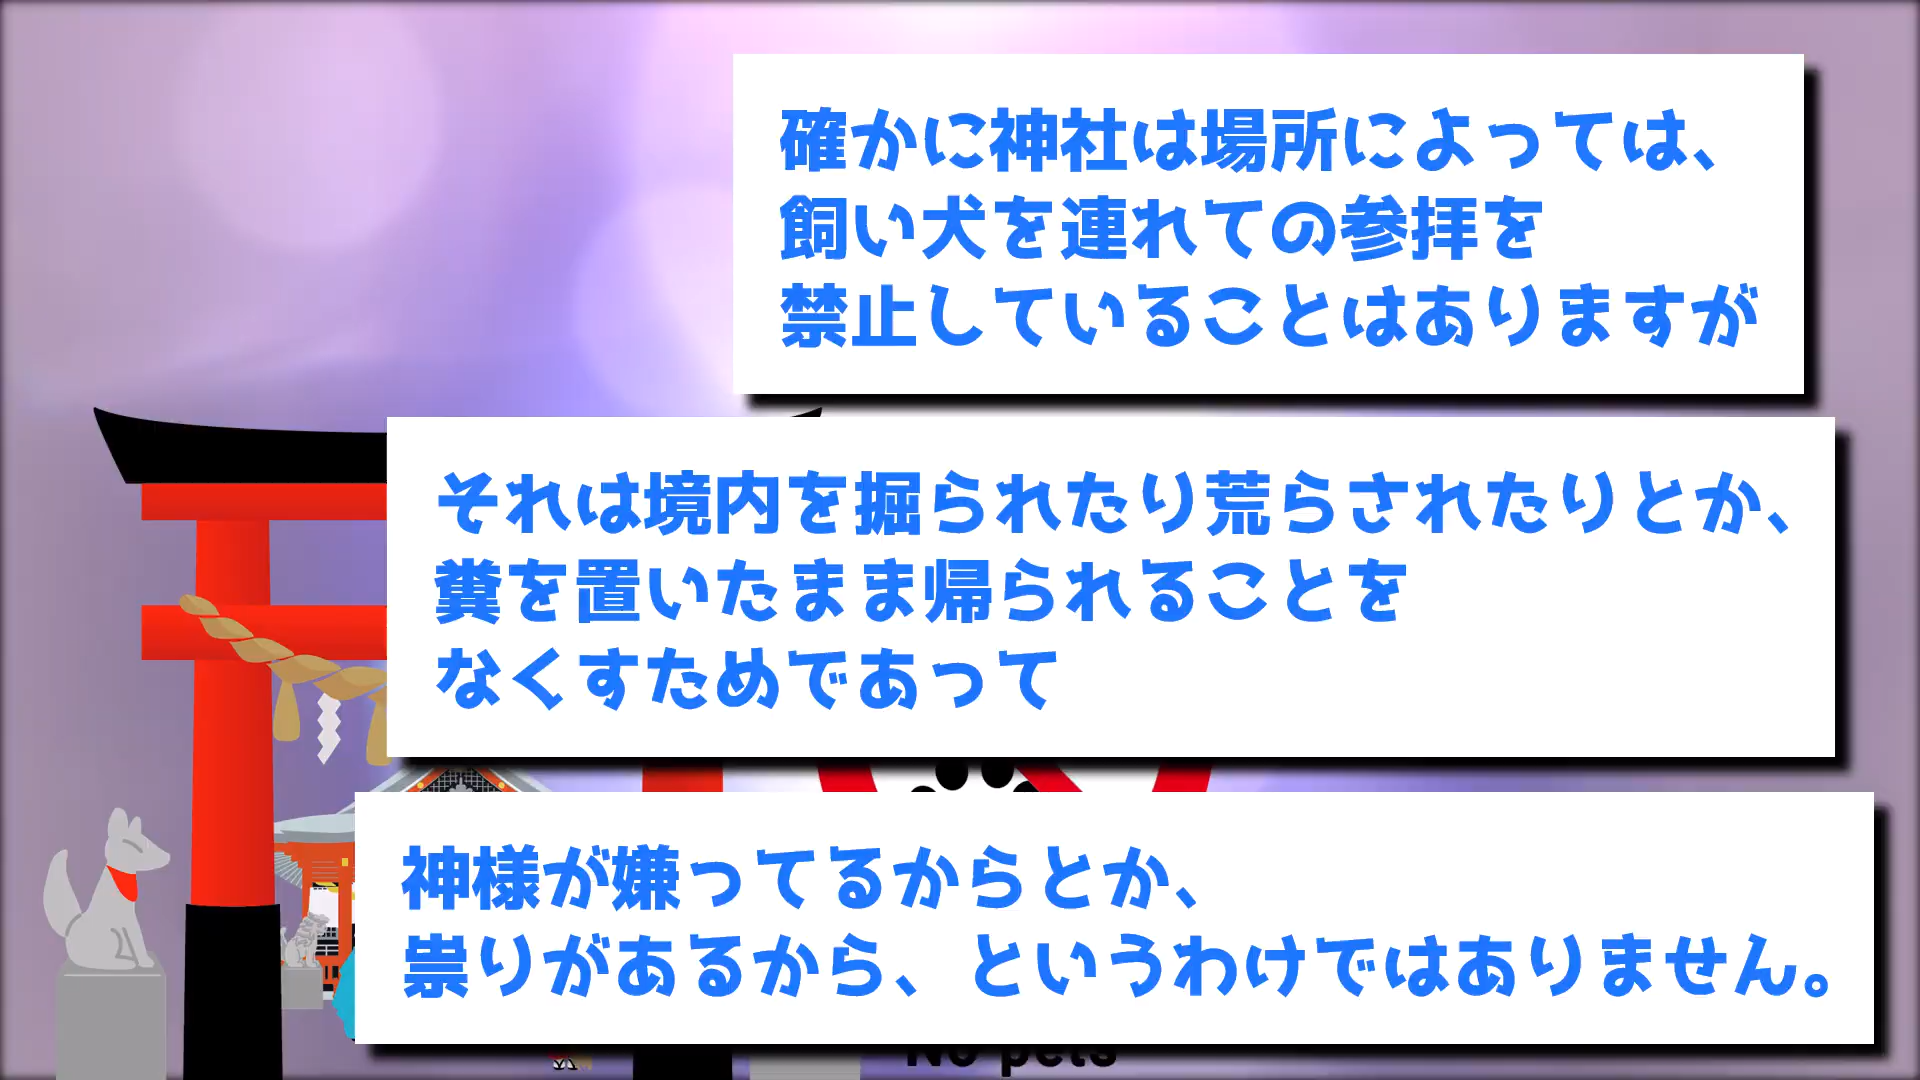 確かに神社は場所によっては、
飼い犬を連れての参拝を
禁止していることはありますが
それは境内を掘られたり荒らされたりとか、
糞を置いたまま帰られることを
なくすためであって
神様が嫌ってるからとか、
祟りがあるから、というわけではありません。
No pets